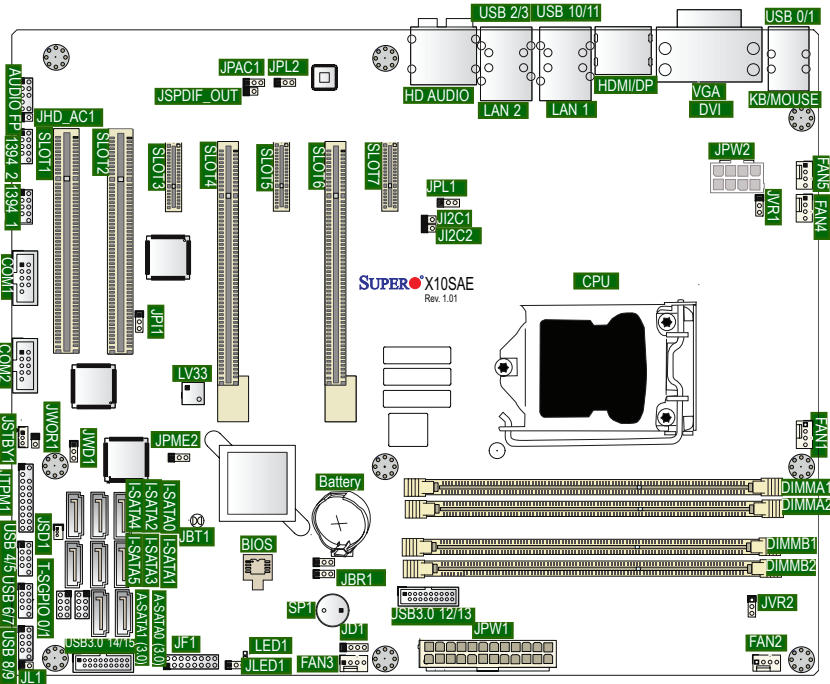 USB 2/3
USB 10/11
USB 0/1
HD AUDIO
LAN 2
LAN 1
HDMI/DP
VGA
DVI
KB/MOUSE
JPAC1
JPL2
JSPDIF_OUT
AUDIO FP
JHD_AC1
1394_2
1394_1
SLOT1
SLOT2
SLOT3
SLOT4
SLOT5
SLOT6
SLOT7
JPW2
FAN5
JVR1
FAN4
JPL1
JI2C1
JI2C2
COM1
SUPER X10SAE
Rev. 1.01
CPU
JPI1
COM2
LV33
JSTBY1
JWOR1
JWD1
JPME2
FAN1
JTPM1
I-SATA4
I-SATA2
I-SATA0
Battery
DIMMA1
DIMMA2
JSD1
JBT1
USB 4/5
I-SATA5
I-SATA3
I-SATA1
BIOS
DIMMB1
DIMMB2
T-SGPIO 0/1
JBR1
USB 6/7
A-SATA1 (3.0)
A-SATA0 (3.0)
SP1
USB3.0 12/13
JVR2
USB 8/9
USB3.0 14/15
JF1
LED1
JD1
JPW1
FAN2
JL1
JLED1
FAN3